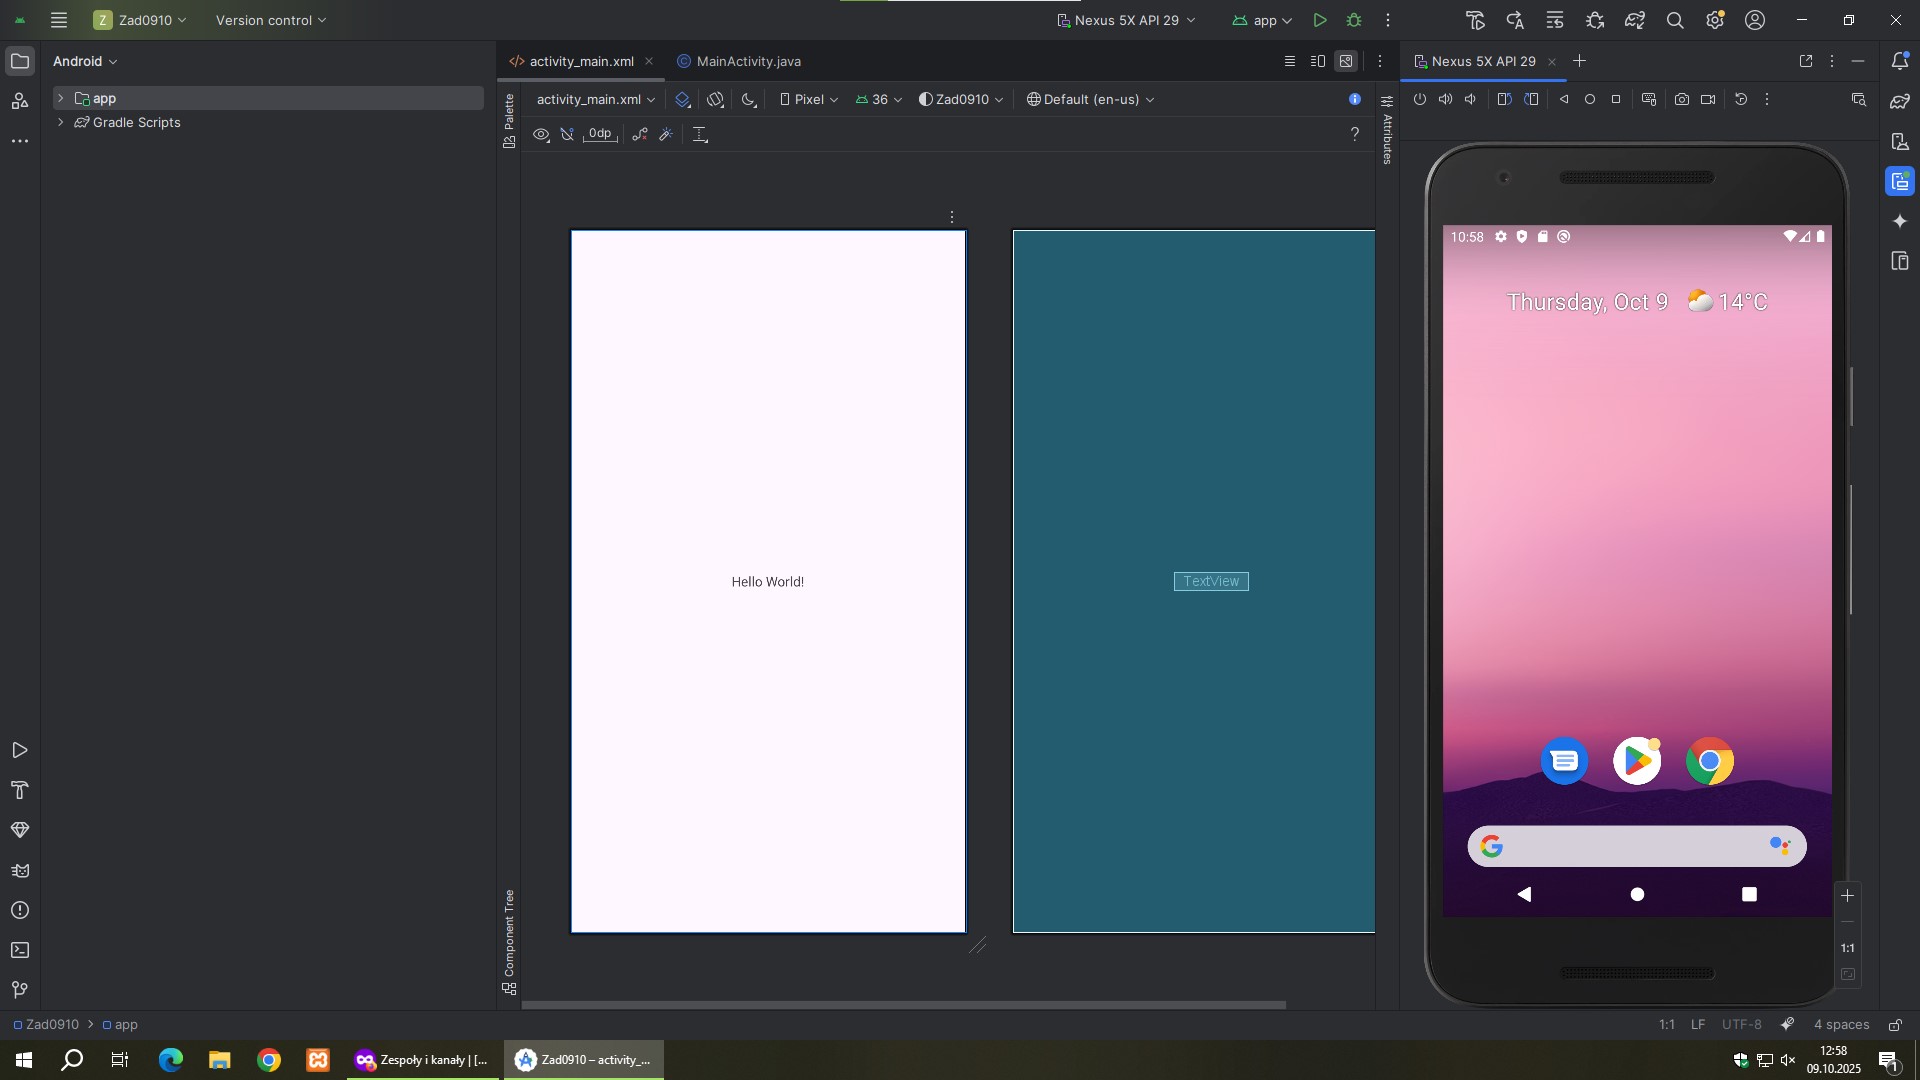 Z Zad0910
Version control
Nexus 5X API 29
app
Android
activity_main.xml
MainActivity.java
Nexus 5X API 29
app
Gradle Scripts
Palette
activity_main.xml
Pixel
36
Zad0910
Default (en-us)
Attributes
0dp
?
Hello World!
TextView
Component Tree
10:58
Thursday, Oct 9
14°C
1:1
Zad0910
app
1:1
LF
UTF-8
4 spaces
Zespoły i kanały | [...
Zad0910 – activity_...
12:58
09.10.2025
1